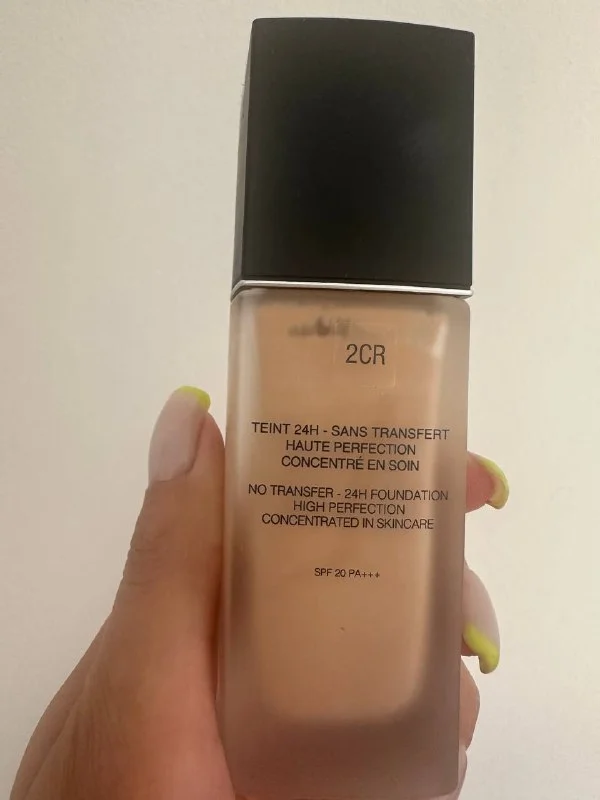 2CR
TEINT 24H - SANS TRANSFERT
HAUTE PERFECTION
CONCENTRÉ EN SOIN
NO TRANSFER - 24H FOUNDATION
HIGH PERFECTION
CONCENTRATED IN SKINCARE
SPF 20 PA+++